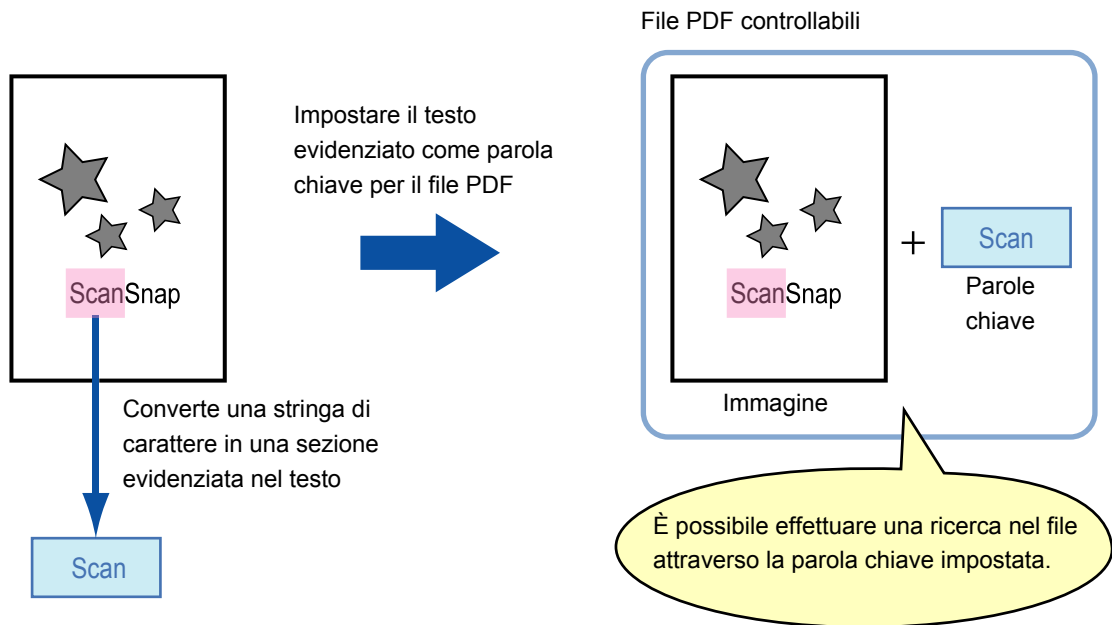 File PDF controllabili
Impostare il testo
evidenziato come parola
chiave per il file PDF
ScanSnap
Converte una stringa di
carattere in una sezione
evidenziata nel testo
Scan
ScanSnap
Immagine
+
Scan
Parole
chiave
È possibile effettuare una ricerca nel file
attraverso la parola chiave impostata.